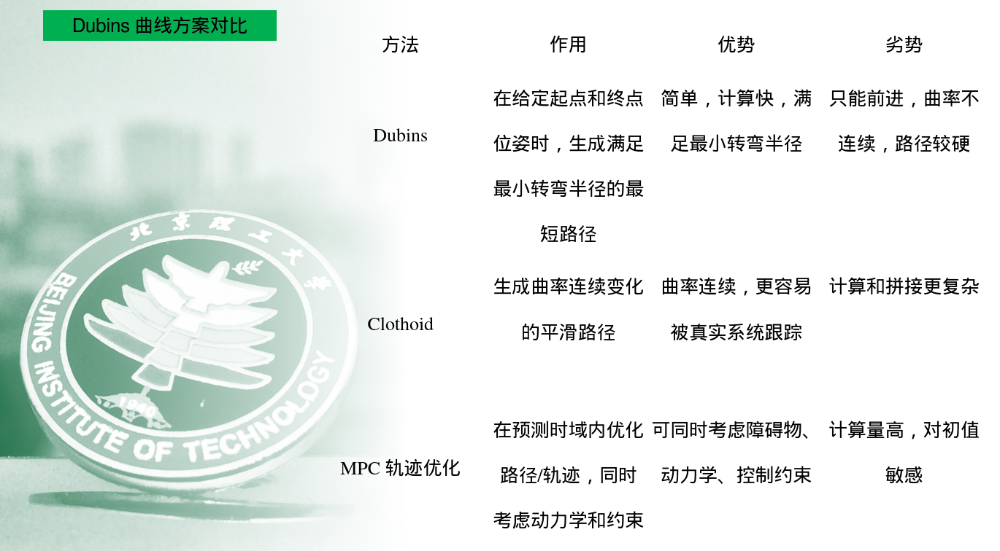 Dubins 曲线方案对比
方法 作用 优势 劣势
Dubins
在给定起点和终点
位姿时，生成满足
最小转弯半径的最
短路径
简单，计算快，满
足最小转弯半径
只能前进，曲率不
连续，路径较硬
Clothoid
生成曲率连续变化
的平滑路径
曲率连续，更容易
被真实系统跟踪
计算和拼接更复杂
MPC 轨迹优化
在预测时域内优化
路径/轨迹，同时
考虑动力学和约束
可同时考虑障碍物、
动力学、控制约束
计算量高，对初值
敏感
北京理工大学
BEIJING INSTITUTE OF TECHNOLOGY
1940